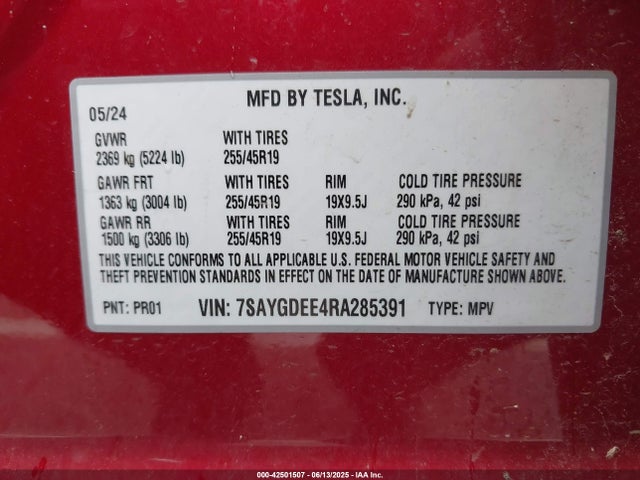 MFD BY TESLA, INC.
05/24
GVWR WITH TIRES
2369 kg (5224 lb) 255/45R19
GAWR FRT WITH TIRES RIM COLD TIRE PRESSURE
1363 kg (3004 lb) 255/45R19 19X9.5J 290 kPa, 42 psi
GAWR RR WITH TIRES RIM COLD TIRE PRESSURE
1500 kg (3306 lb) 255/45R19 19X9.5J 290 kPa, 42 psi
THIS VEHICLE CONFORMS TO ALL APPLICABLE U.S. FEDERAL MOTOR VEHICLE SAFETY AND
THEFT PREVENTION STANDARDS IN EFFECT ON THE DATE OF MANUFACTURE SHOWN ABOVE.
PNT: PR01 VIN: 7SAYGDEE4RA285391 TYPE: MPV
000-42501507 - 06/13/2025 - IAA Inc.